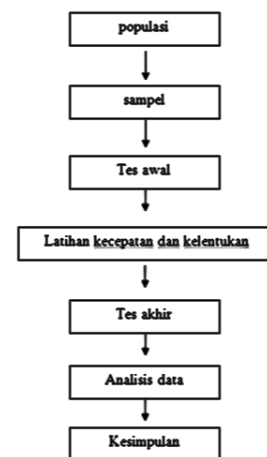 populasi
sampel
Tes awal
Latihan kecepatan dan kelentukan
Tes akhir
Analisis data
Kesimpulan